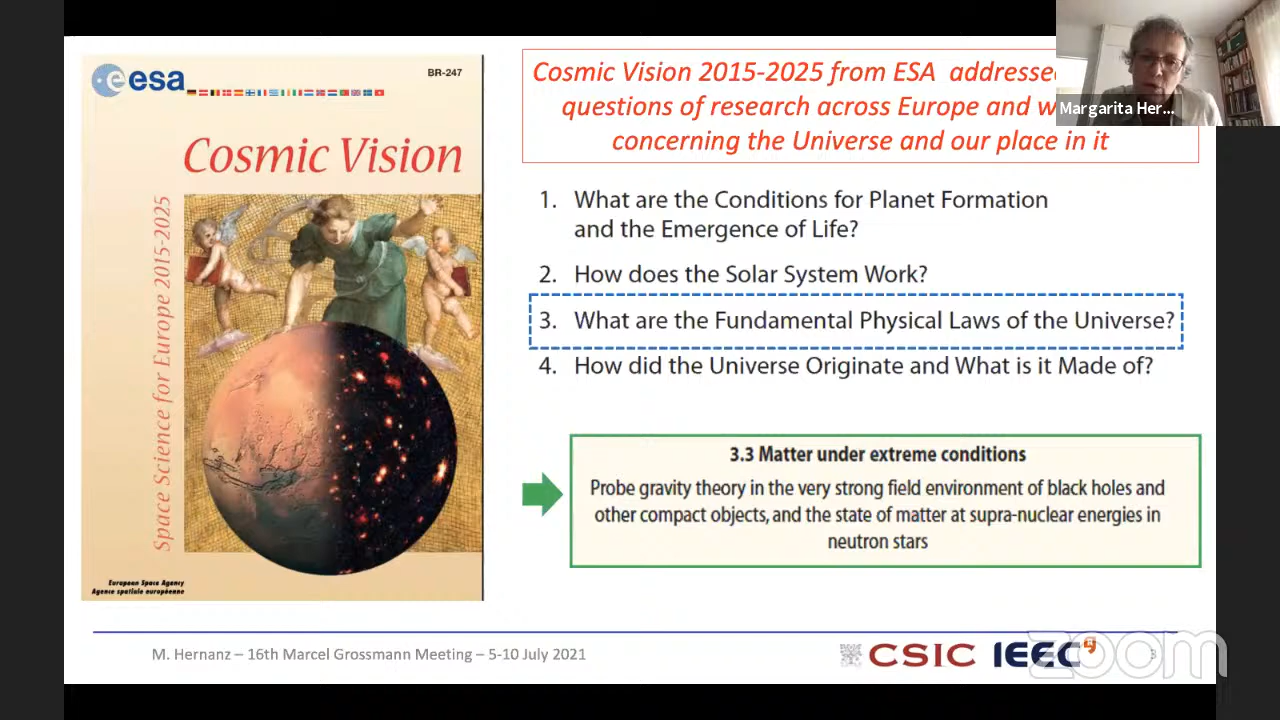 esa
BR-247
Cosmic Vision
Space Science for Europe 2015-2025
European Space Agency
Agence spatiale européenne
Cosmic Vision 2015-2025 from ESA addressed
questions of research across Europe and w
concerning the Universe and our place in it
Margarita Her...
1. What are the Conditions for Planet Formation
and the Emergence of Life?
2. How does the Solar System Work?
3. What are the Fundamental Physical Laws of the Universe?
4. How did the Universe Originate and What is it Made of?
3.3 Matter under extreme conditions
Probe gravity theory in the very strong field environment of black holes and
other compact objects, and the state of matter at supra-nuclear energies in
neutron stars
M. Hernanz – 16th Marcel Grossmann Meeting – 5-10 July 2021
CSIC IEEC
zoom
3